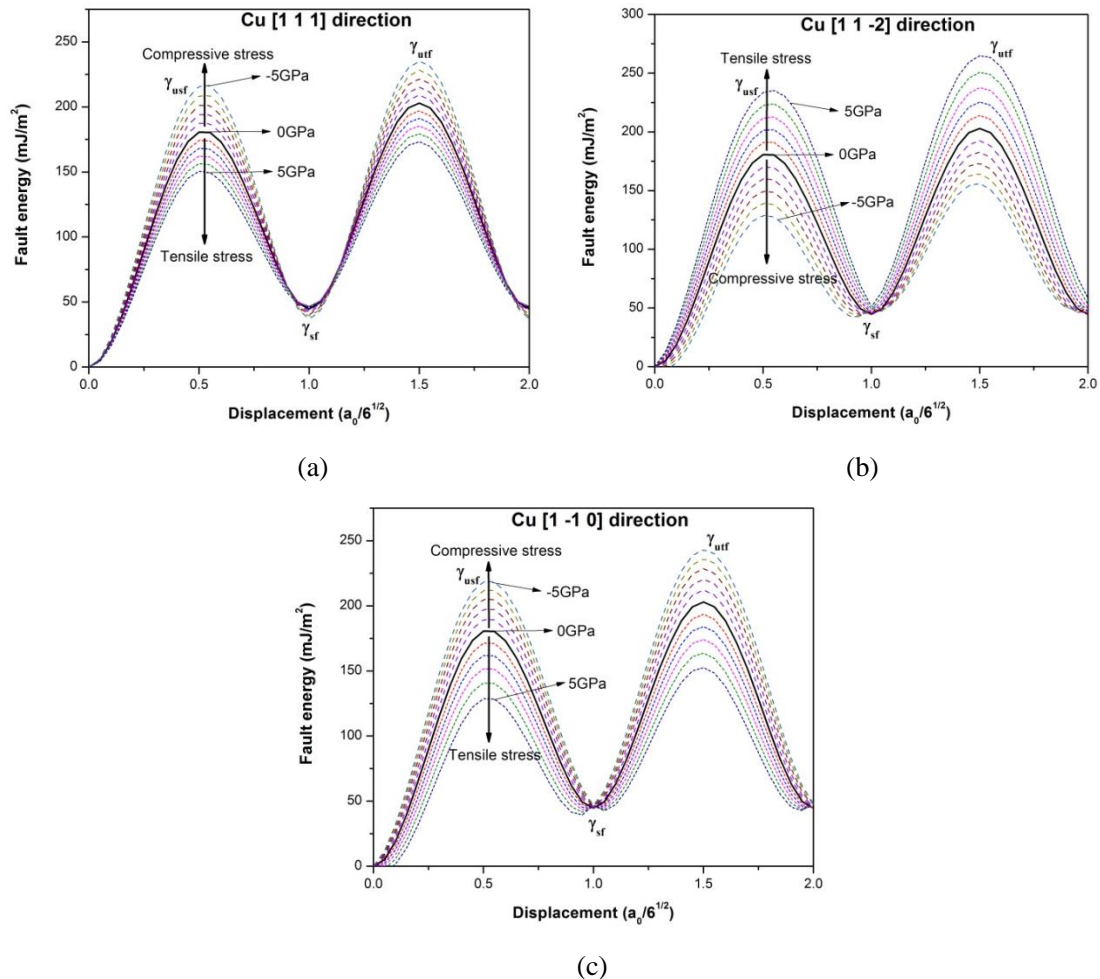 Cu [1 1 1] direction
250
200
150
100
50
0
Fault energy (mJ/m²)
Compressive stress
γusf
-5GPa
0GPa
5GPa
Tensile stress
γutf
γsf
0.0 0.5 1.0 1.5 2.0
Displacement (a₀/6^1/2)
(a)
Cu [1 1 -2] direction
300
250
200
150
100
50
0
Fault energy (mJ/m²)
Tensile stress
γusf
5GPa
0GPa
-5GPa
Compressive stress
γutf
γsf
0.0 0.5 1.0 1.5 2.0
Displacement (a₀/6^1/2)
(b)
Cu [1 -1 0] direction
250
200
150
100
50
0
Fault energy (mJ/m²)
Compressive stress
γusf
-5GPa
0GPa
5GPa
Tensile stress
γutf
γsf
0.0 0.5 1.0 1.5 2.0
Displacement (a₀/6^1/2)
(c)